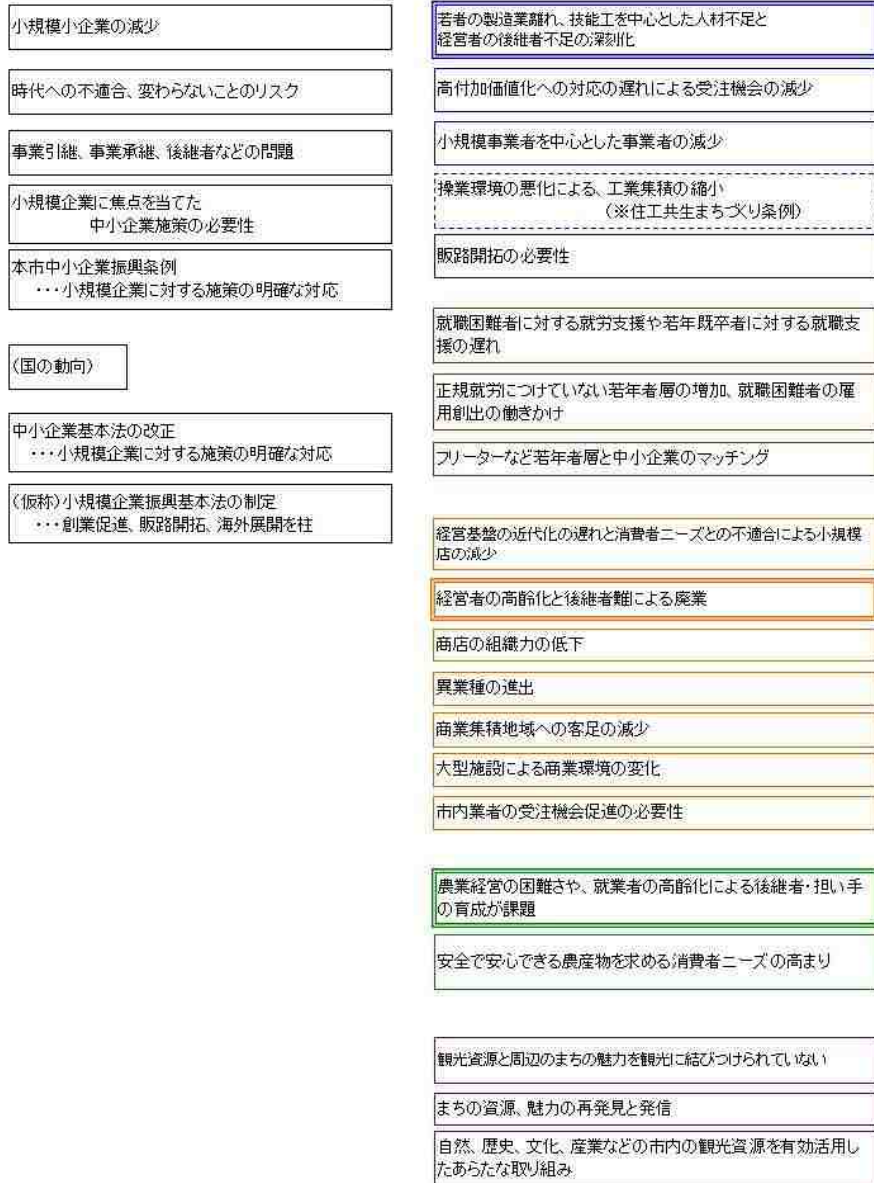 小規模小企業の減少
時代への不適合、変わらないことのリスク
事業引継、事業承継、後継者などの問題
小規模企業に焦点を当てた
中小企業施策の必要性
本市中小企業振興条例
・・・小規模企業に対する施策の明確な対応
（国の動向）
中小企業基本法の改正
・・・小規模企業に対する施策の明確な対応
（仮称）小規模企業振興基本法の制定
・・・創業促進、販路開拓、海外展開を柱
若者の製造業離れ、技能工を中心とした人材不足と
経営者の後継者不足の深刻化
高付加価値化への対応の遅れによる受注機会の減少
小規模事業者を中心とした事業者の減少
操業環境の悪化による、工業集積の縮小
（※住工共生まちづくり条例）
販路開拓の必要性
就職困難者に対する就労支援や若年既卒者に対する就職支
援の遅れ
正規就労につけていない若年者層の増加、就職困難者の雇
用創出の働きかけ
フリーターなど若年者層と中小企業のマッチング
経営基盤の近代化の遅れと消費者ニーズとの不適合による小規模
店の減少
経営者の高齢化と後継者難による廃業
商店の組織力の低下
異業種の進出
商業集積地域への客足の減少
大型施設による商業環境の変化
市内業者の受注機会促進の必要性
農業経営の困難さや、就業者の高齢化による後継者・担い手
の育成が課題
安全で安心できる農産物を求める消費者ニーズの高まり
観光資源と周辺のまちの魅力を観光に結びつけられていない
まちの資源、魅力の再発見と発信
自然、歴史、文化、産業などの市内の観光資源を有効活用し
たあらたな取り組み